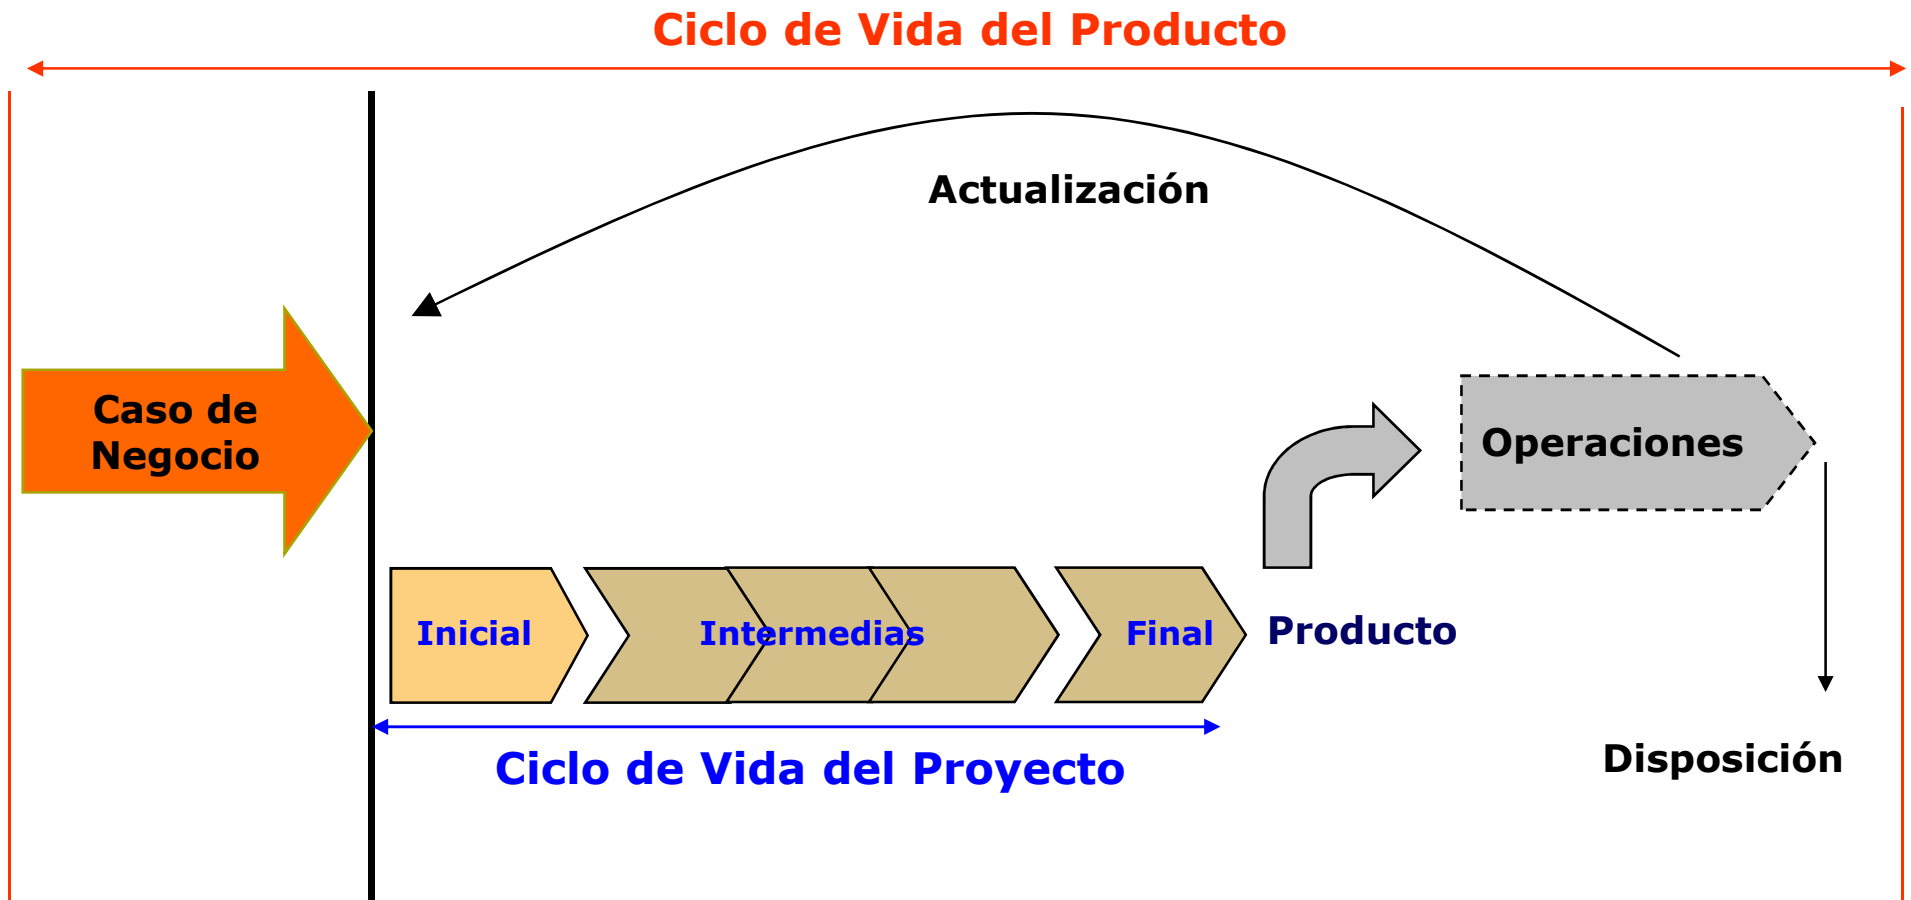 Ciclo de Vida del Producto
Actualización
Caso de
Negocio
Operaciones
Inicial
Intermedias
Final
Producto
Ciclo de Vida del Proyecto
Disposición